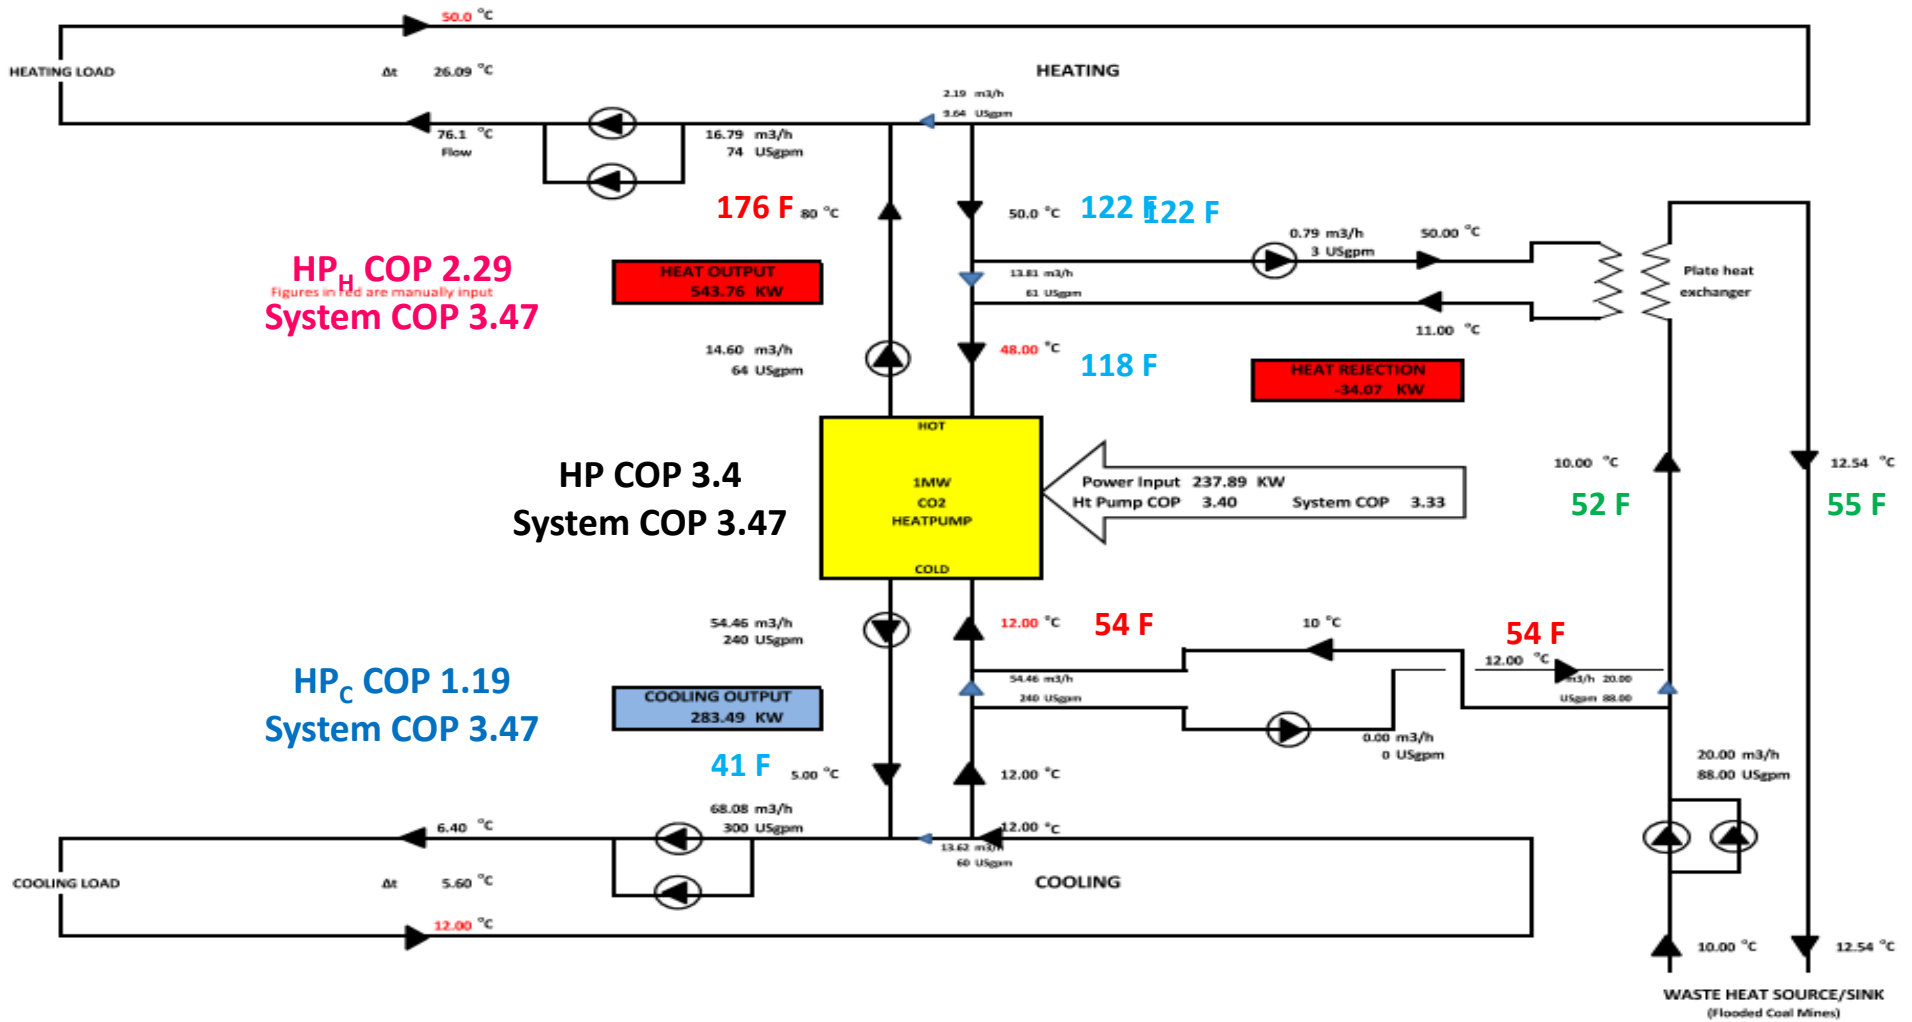 50.0 °C
HEATING LOAD
Δt 26.09 °C
HEATING
2.19 m3/h
9.64 USgpm
76.1 °C
Flow
16.79 m3/h
74 USgpm
176 F
80 °C
50.0 °C
122 F
122 F
0.79 m3/h
3 USgpm
50.00 °C
HP_H COP 2.29
Figures in red are manually input
System COP 3.47
HEAT OUTPUT
543.76 KW
13.81 m3/h
61 USgpm
Plate heat
exchanger
11.00 °C
14.60 m3/h
64 USgpm
48.00 °C
118 F
HEAT REJECTION
-34.07 KW
HOT
HP COP 3.4
System COP 3.47
1MW
CO2
HEATPUMP
COLD
Power Input 237.89 KW
Ht Pump COP 3.40 System COP 3.33
10.00 °C
52 F
12.54 °C
55 F
54.46 m3/h
240 USgpm
12.00 °C
54 F
10 °C
54 F
12.00 °C
HP_C COP 1.19
System COP 3.47
COOLING OUTPUT
283.49 KW
54.46 m3/h
240 USgpm
m3/h 20.00
USgpm 88.00
0.00 m3/h
0 USgpm
41 F
5.00 °C
12.00 °C
20.00 m3/h
88.00 USgpm
68.08 m3/h
300 USgpm
6.40 °C
12.00 °C
13.62 m3/h
60 USgpm
COOLING LOAD
Δt 5.60 °C
COOLING
12.00 °C
10.00 °C
12.54 °C
WASTE HEAT SOURCE/SINK
(Flooded Coal Mines)